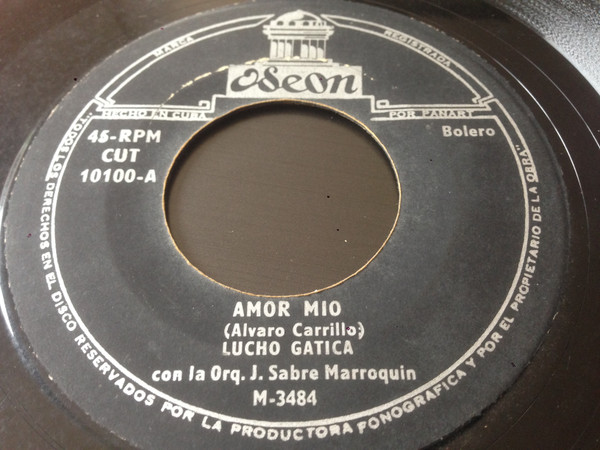 MARCA REGISTRADA
Odeon
HECHO EN CUBA POR PANART
45-RPM
CUT
10100-A
Bolero
AMOR MIO
(Alvaro Carrillo)
LUCHO GATICA
con la Orq. J. Sabre Marroquin
M-3484
"TODOS LOS DERECHOS EN EL DISCO RESERVADOS POR LA PRODUCTORA FONOGRAFICA Y POR EL PROPIETARIO DE LA OBRA"